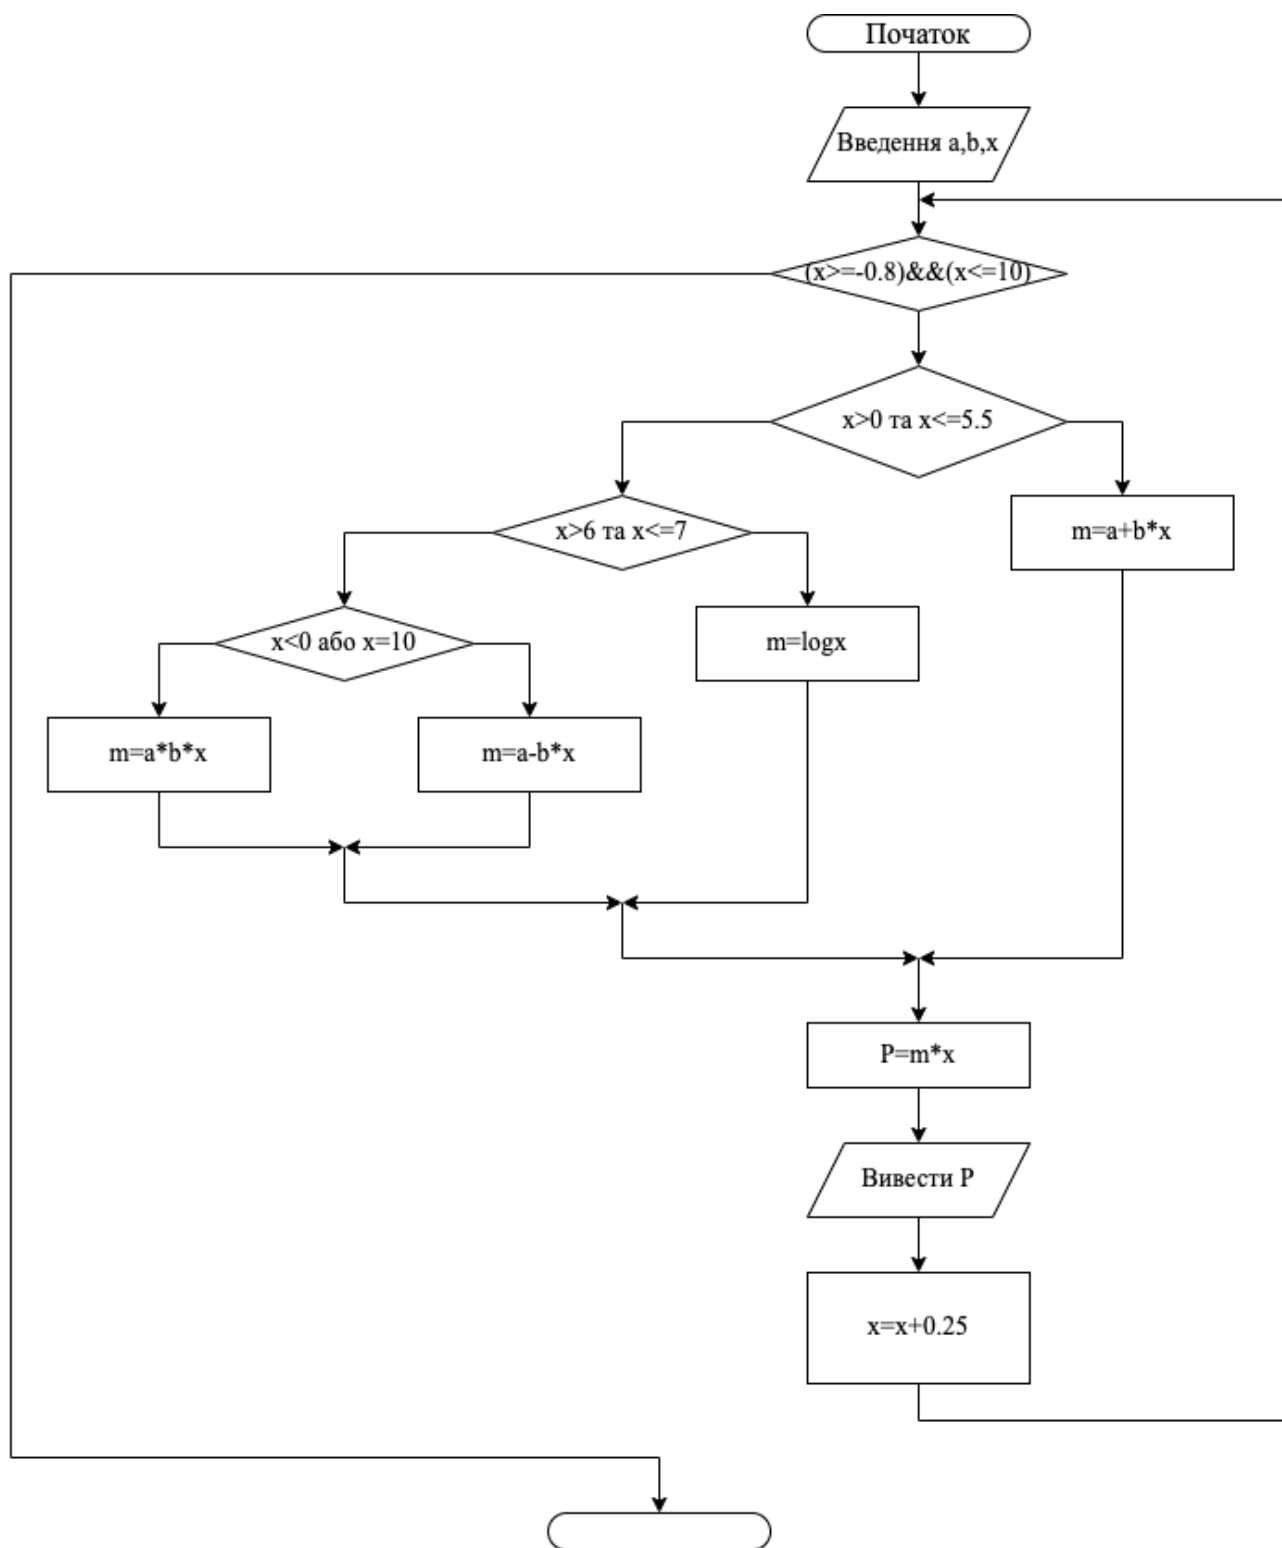 Початок
Введення a,b,x
(x>=-0.8)&&(x<=10)
x>0 та x<=5.5
x>6 та x<=7
m=a+b*x
x<0 або x=10
m=logx
m=a*b*x
m=a-b*x
P=m*x
Вивести P
x=x+0.25